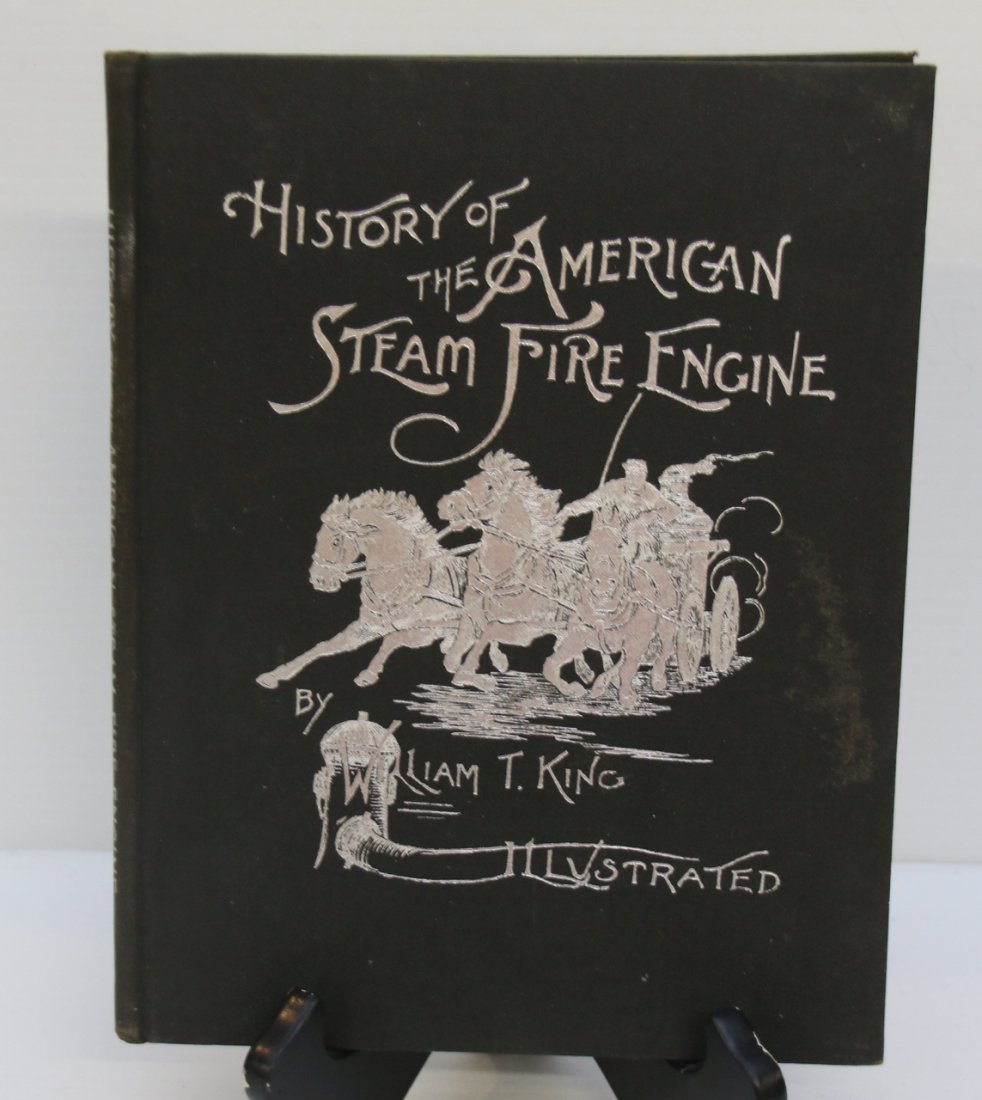 HISTORY OF
THE AMERICAN
STEAM FIRE ENGINE
BY
WILLIAM T. KING
ILLUSTRATED